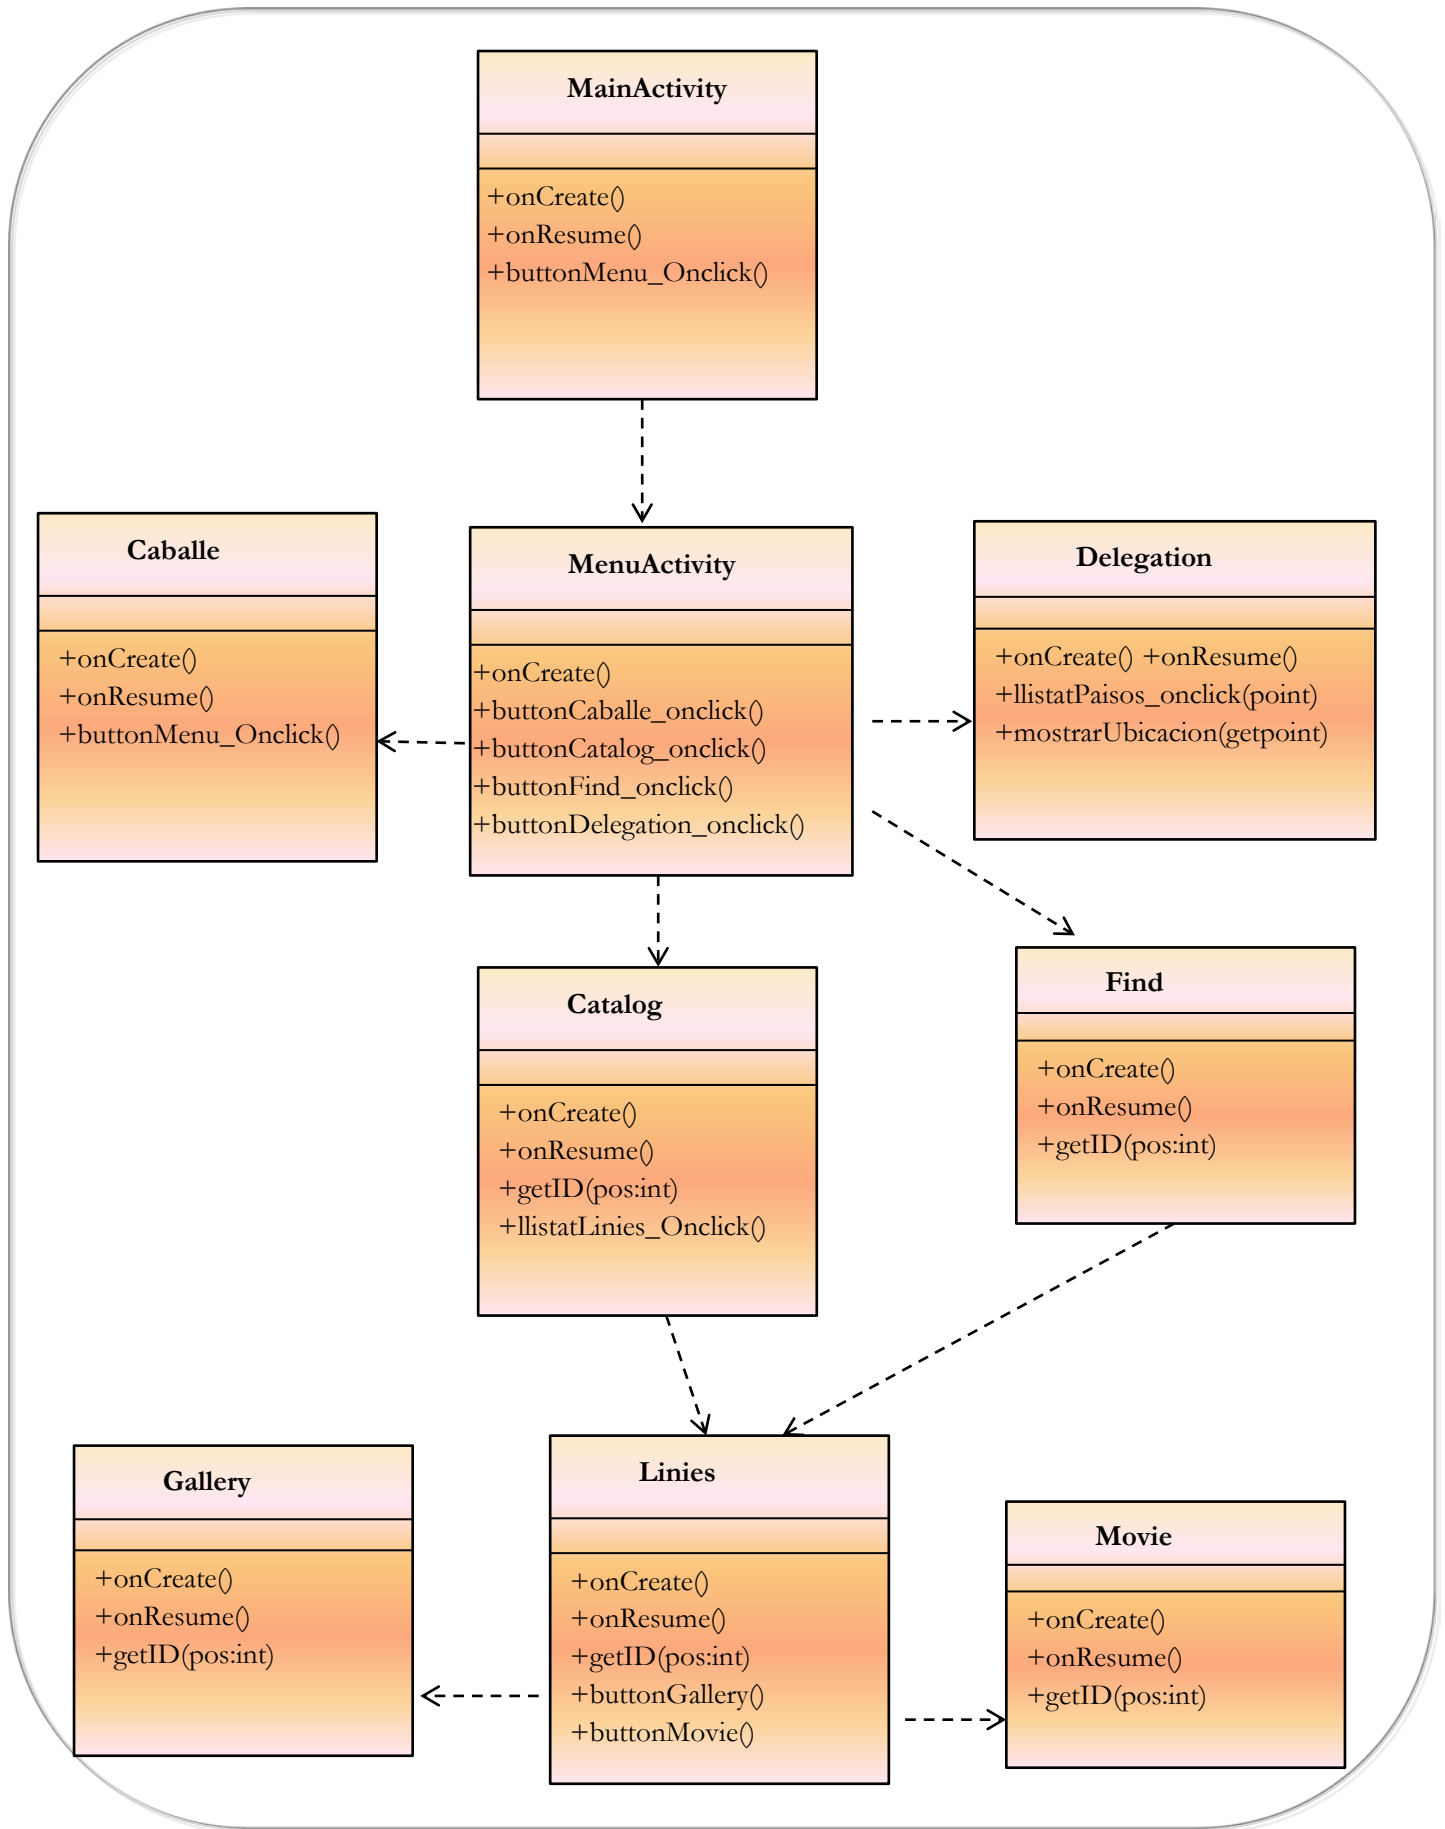 MainActivity
+onCreate()
+onResume()
+buttonMenu_Onclick()
Caballe
+onCreate()
+onResume()
+buttonMenu_Onclick()
MenuActivity
+onCreate()
+buttonCaballe_onclick()
+buttonCatalog_onclick()
+buttonFind_onclick()
+buttonDelegation_onclick()
Delegation
+onCreate() +onResume()
+llistatPaisos_onclick(point)
+mostrarUbicacion(getpoint)
Catalog
+onCreate()
+onResume()
+getID(pos:int)
+llistatLinies_Onclick()
Find
+onCreate()
+onResume()
+getID(pos:int)
Gallery
+onCreate()
+onResume()
+getID(pos:int)
Linies
+onCreate()
+onResume()
+getID(pos:int)
+buttonGallery()
+buttonMovie()
Movie
+onCreate()
+onResume()
+getID(pos:int)